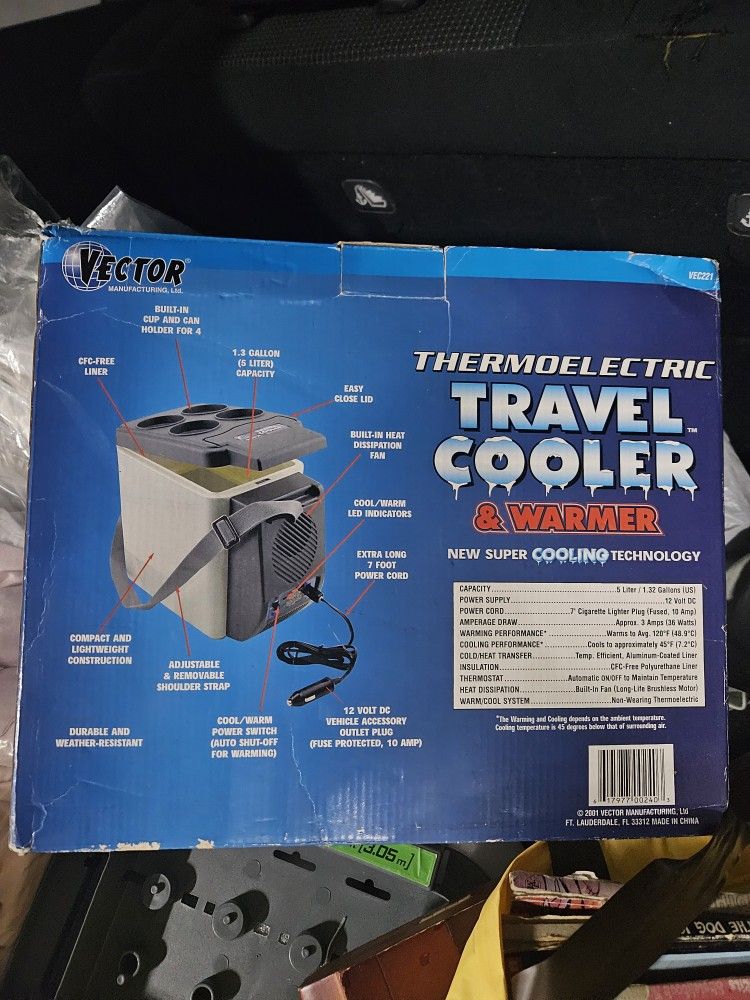 VECTOR®
MANUFACTURING, Ltd.
VEC221
BUILT-IN
CUP AND CAN
HOLDER FOR 4
CFC-FREE
LINER
1.3 GALLON
(5 LITER)
CAPACITY
EASY
CLOSE LID
BUILT-IN HEAT
DISSIPATION
FAN
COOL/WARM
LED INDICATORS
EXTRA LONG
7 FOOT
POWER CORD
COMPACT AND
LIGHTWEIGHT
CONSTRUCTION
ADJUSTABLE
& REMOVABLE
SHOULDER STRAP
DURABLE AND
WEATHER-RESISTANT
COOL/WARM
POWER SWITCH
(AUTO SHUT-OFF
FOR WARMING)
12 VOLT DC
VEHICLE ACCESSORY
OUTLET PLUG
(FUSE PROTECTED, 10 AMP)
THERMOELECTRIC
TRAVEL
COOLER™
& WARMER
NEW SUPER COOLING TECHNOLOGY
CAPACITY..........5 Liter / 1.32 Gallons (US)
POWER SUPPLY..........12 Volt DC
POWER CORD..........7' Cigarette Lighter Plug (Fused, 10 Amp)
AMPERAGE DRAW..........Approx. 3 Amps (36 Watts)
WARMING PERFORMANCE*..........Warms to Avg. 120°F (48.9°C)
COOLING PERFORMANCE*..........Cools to approximately 45°F (7.2°C)
COLD/HEAT TRANSFER..........Temp. Efficient, Aluminum-Coated Liner
INSULATION..........CFC-Free Polyurethane Liner
THERMOSTAT..........Automatic ON/OFF to Maintain Temperature
HEAT DISSIPATION..........Built-In Fan (Long-Life Brushless Motor)
WARM/COOL SYSTEM..........Non-Wearing Thermoelectric
*The Warming and Cooling depends on the ambient temperature.
Cooling temperature is 45 degrees below that of surrounding air.
6 17977 00240 3
© 2001 VECTOR MANUFACTURING, Ltd
FT. LAUDERDALE, FL 33312 MADE IN CHINA
[3.05 m]
THE DOG